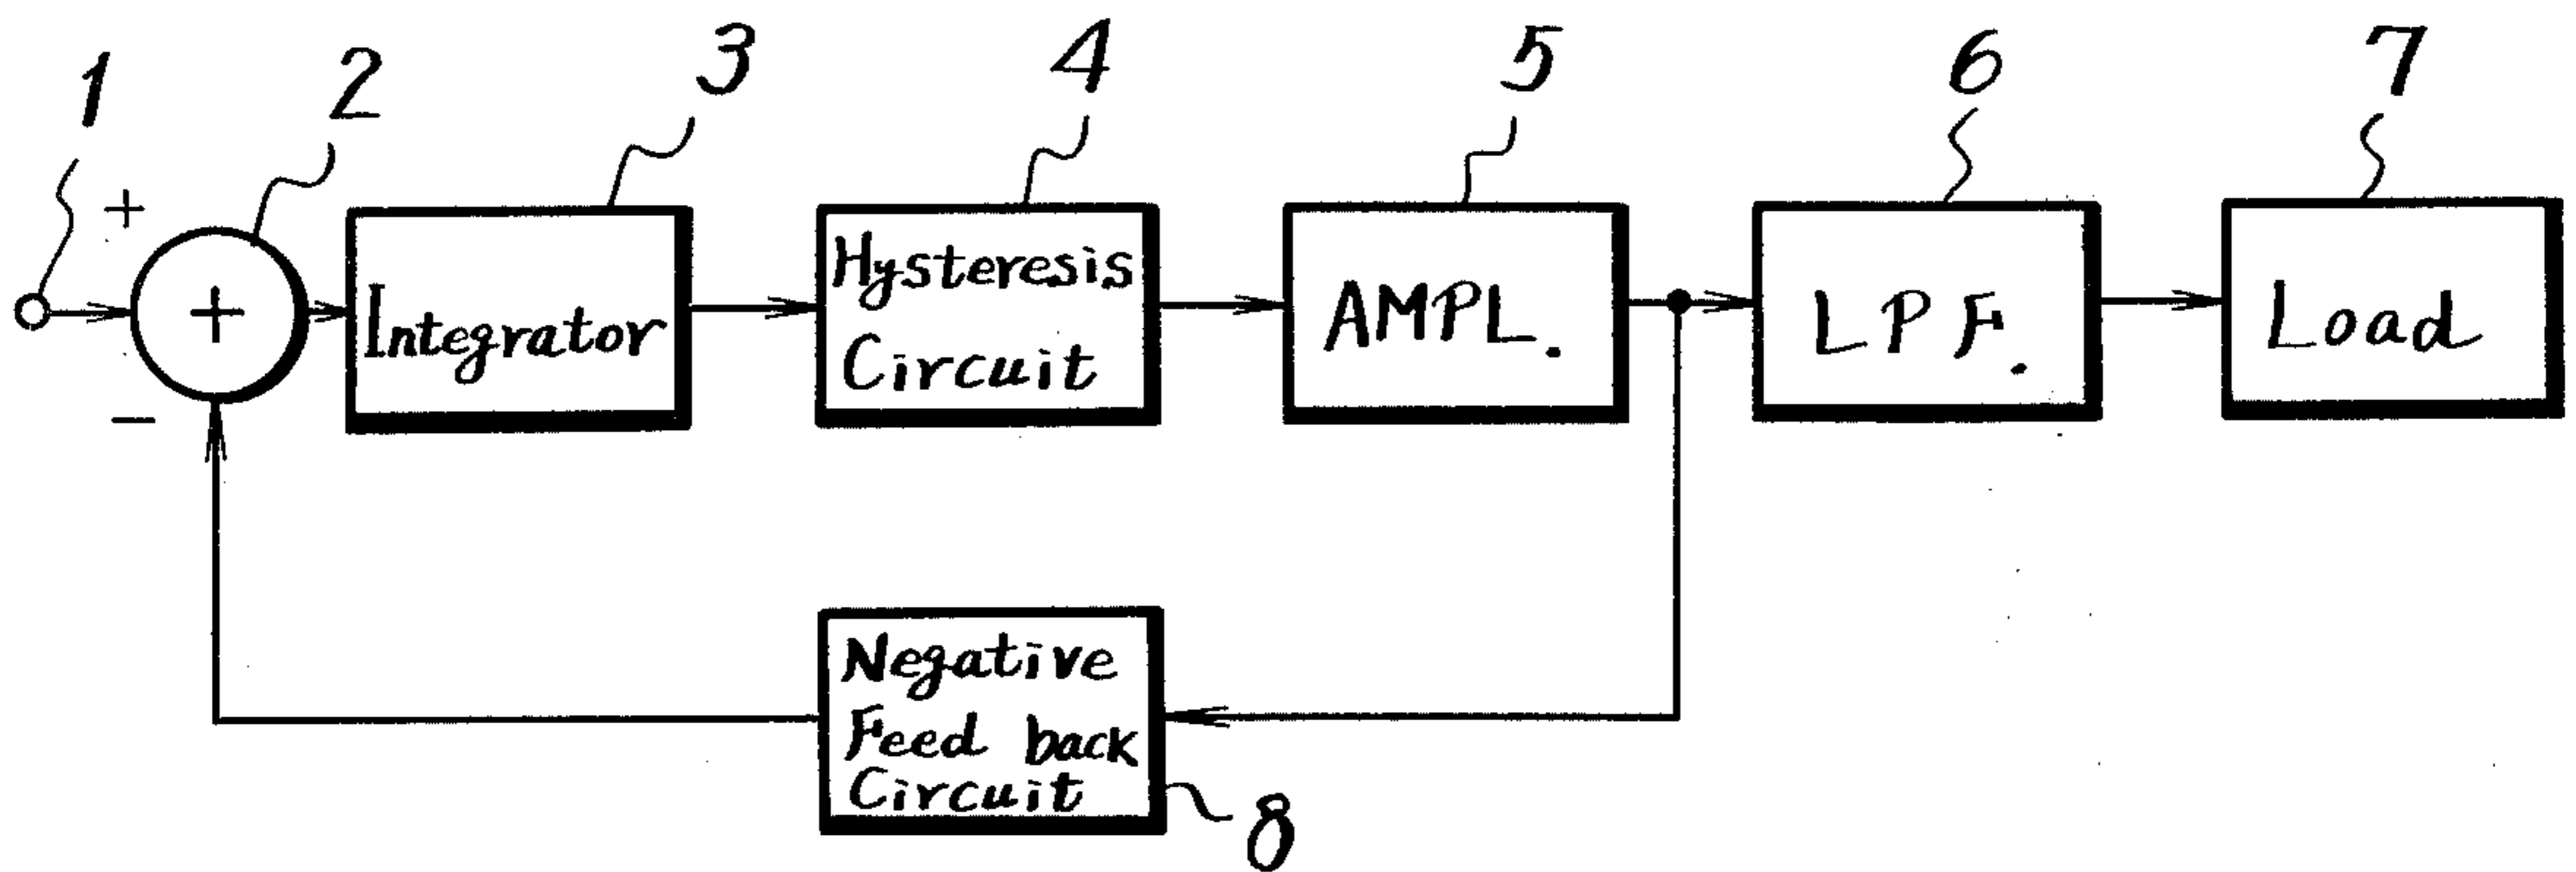 1
2
3
4
5
6
7
+
+
−
Integrator
Hysteresis
Circuit
AMPL.
LPF.
Load
Negative
Feed back
Circuit
8